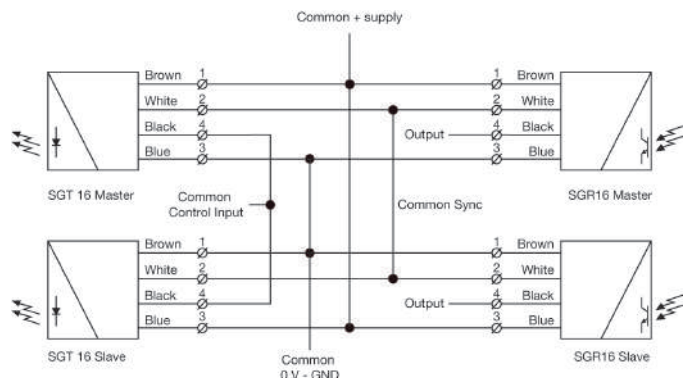 Common + supply
Brown 1 1 Brown
White 2 2 White
Black 4 Output 4 Black
Blue 3 3 Blue
SGT 16 Master SGR16 Master
Common
Control Input
Common Sync
Brown 1 1 Brown
White 2 2 White
Black 4 Output 4 Black
Blue 3 3 Blue
SGT 16 Slave SGR16 Slave
Common
0 V - GND